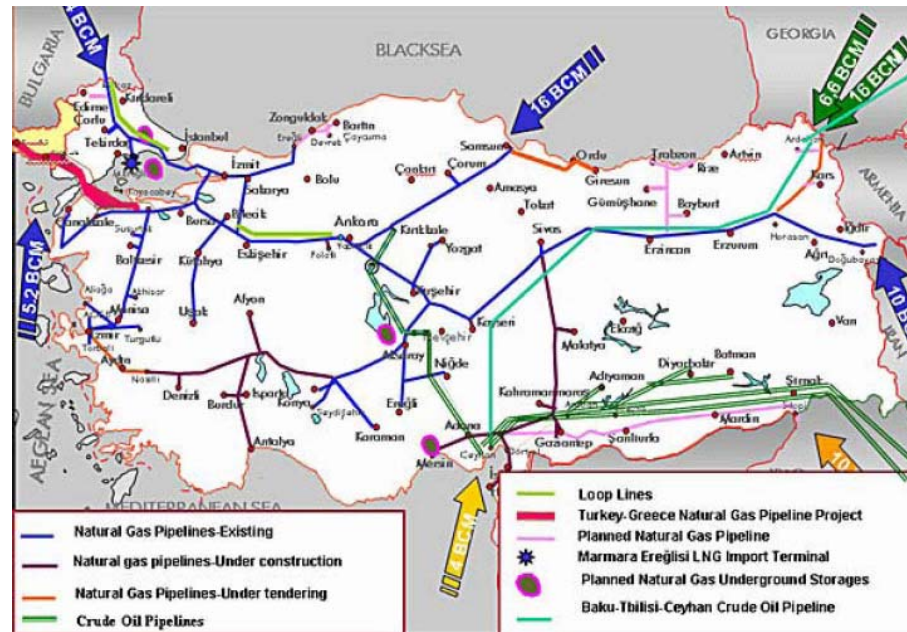 BULGARIA
BLACKSEA
GEORGIA
ARMENIA
16 BCM
6.6 BCM
16 BCM
5.2 BCM
4 BCM
Edirne
Kırklareli
Çorlu
Tekirdağ
İstanbul
İzmit
Sakarya
Bolu
Zonguldak
Ereğli
Devrek
Bartın
Çaycuma
Çankırı
Çorum
Samsun
Amasya
Tokat
Ordu
Giresun
Trabzon
Rize
Artvin
Gümüşhane
Bayburt
Kars
Iğdır
Ağrı
Horasan
Erzincan
Erzurum
Sivas
Çanakkale
Bursa
Bilecik
Eskişehir
Ankara
Polatlı
Kırıkkale
Yozgat
Kırşehir
Kayseri
Nevşehir
Aksaray
Niğde
Balıkesir
Kütahya
Uşak
Afyon
Aliağa
Akhisar
Manisa
Turgutlu
İzmir
Torbalı
Aydın
Nazilli
Denizli
Burdur
Isparta
Antalya
Konya
Seydişehir
Karaman
Ereğli
Mersin
Adana
Ceyhan
Dörtyol
Gaziantep
Kahramanmaraş
Malatya
Elazığ
Adıyaman
Diyarbakır
Batman
Şırnak
Mardin
Şanlıurfa
Van
IRAN
AEGEAN SEA
MEDITERRANEAN SEA
Natural Gas Pipelines-Existing
Natural gas pipelines-Under construction
Natural Gas Pipelines-Under tendering
Crude Oil Pipelines
Loop Lines
Turkey-Greece Natural Gas Pipeline Project
Planned Natural Gas Pipeline
Marmara Ereğlisi LNG Import Terminal
Planned Natural Gas Underground Storages
Baku-Tbilisi-Ceyhan Crude Oil Pipeline